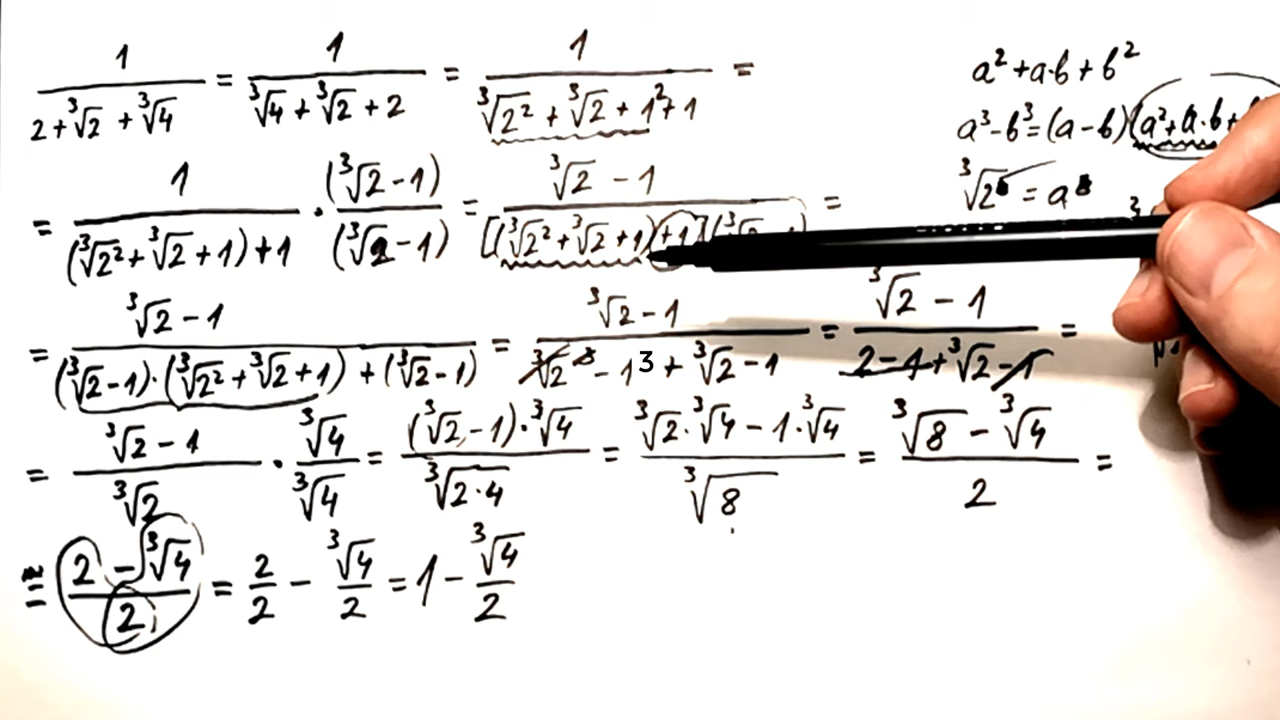 1/(2+∛2+∛4) = 1/(∛4+∛2+2) = 1/(∛2²+∛2+1²+1) =
a²+a·b+b²
a³-b³=(a-b)(a²+a·b+
= 1/((∛2²+∛2+1)+1) · (∛2-1)/(∛2-1) = (∛2-1)/([(∛2²+∛2+1)+1](∛2-1)) =
= (∛2-1)/((∛2-1)·(∛2²+∛2+1)+(∛2-1)) = (∛2-1)/(∛2³-1³+∛2-1) = (∛2-1)/(2-1+∛2-1) =
= (∛2-1)/∛2 · ∛4/∛4 = ((∛2-1)·∛4)/∛(2·4) = (∛2·∛4-1·∛4)/∛8 = (∛8-∛4)/2 =
= (2-∛4)/2 = 2/2 - ∛4/2 = 1 - ∛4/2